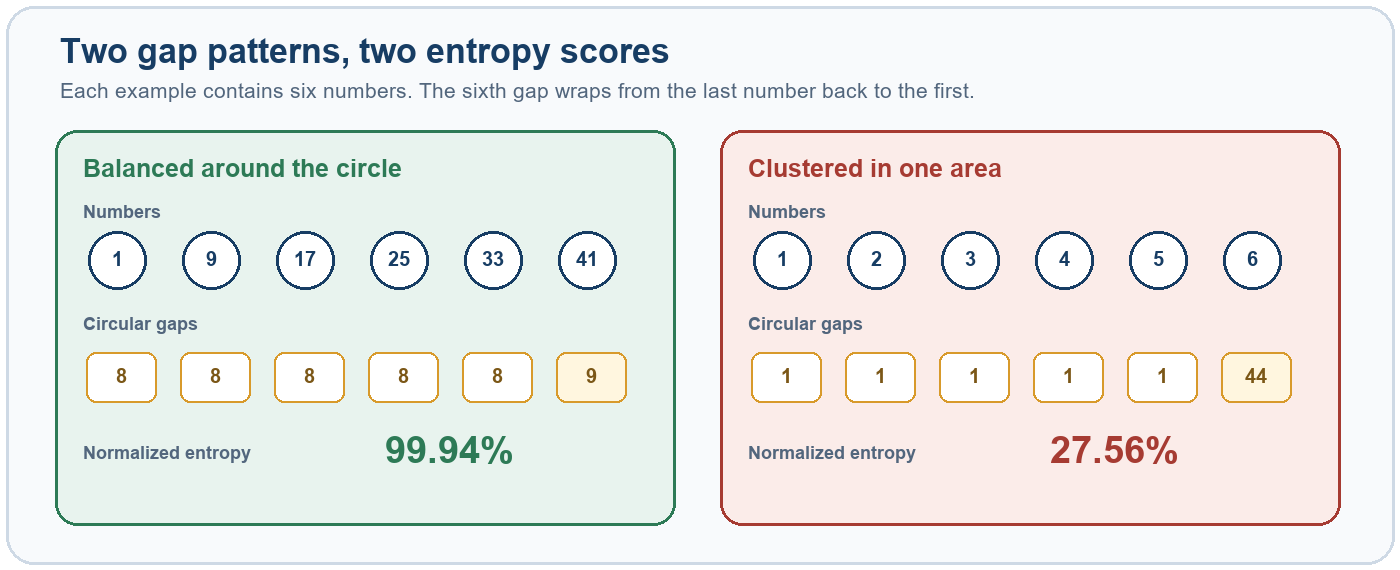 Two gap patterns, two entropy scores
Each example contains six numbers. The sixth gap wraps from the last number back to the first.
Balanced around the circle
Numbers
1 9 17 25 33 41
Circular gaps
8 8 8 8 8 9
Normalized entropy 99.94%
Clustered in one area
Numbers
1 2 3 4 5 6
Circular gaps
1 1 1 1 1 44
Normalized entropy 27.56%